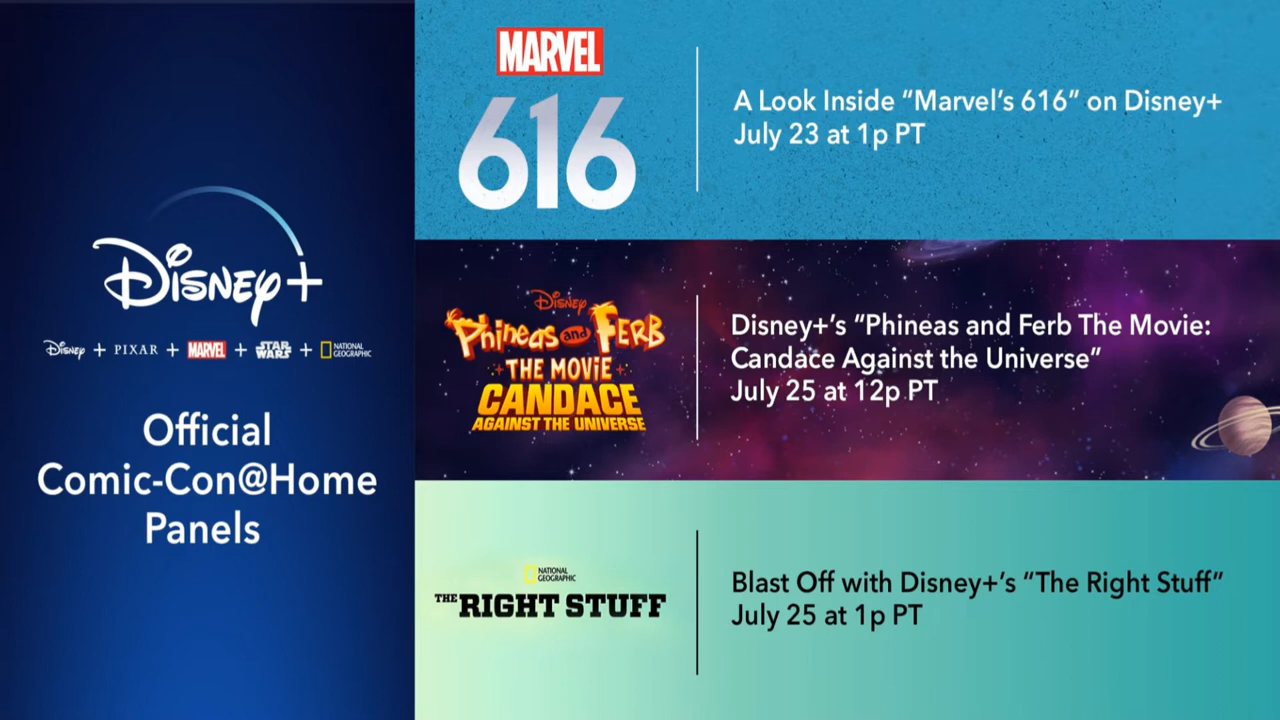 Disney+
Disney + PIXAR + MARVEL + STAR WARS + NATIONAL GEOGRAPHIC
Official
Comic-Con@Home
Panels
MARVEL
616
A Look Inside “Marvel’s 616” on Disney+
July 23 at 1p PT
Disney
Phineas and Ferb
THE MOViE
CANDACE
AGAINST THE UNIVERSE
Disney+’s “Phineas and Ferb The Movie:
Candace Against the Universe”
July 25 at 12p PT
NATIONAL
GEOGRAPHIC
THE RIGHT STUFF
Blast Off with Disney+’s “The Right Stuff”
July 25 at 1p PT